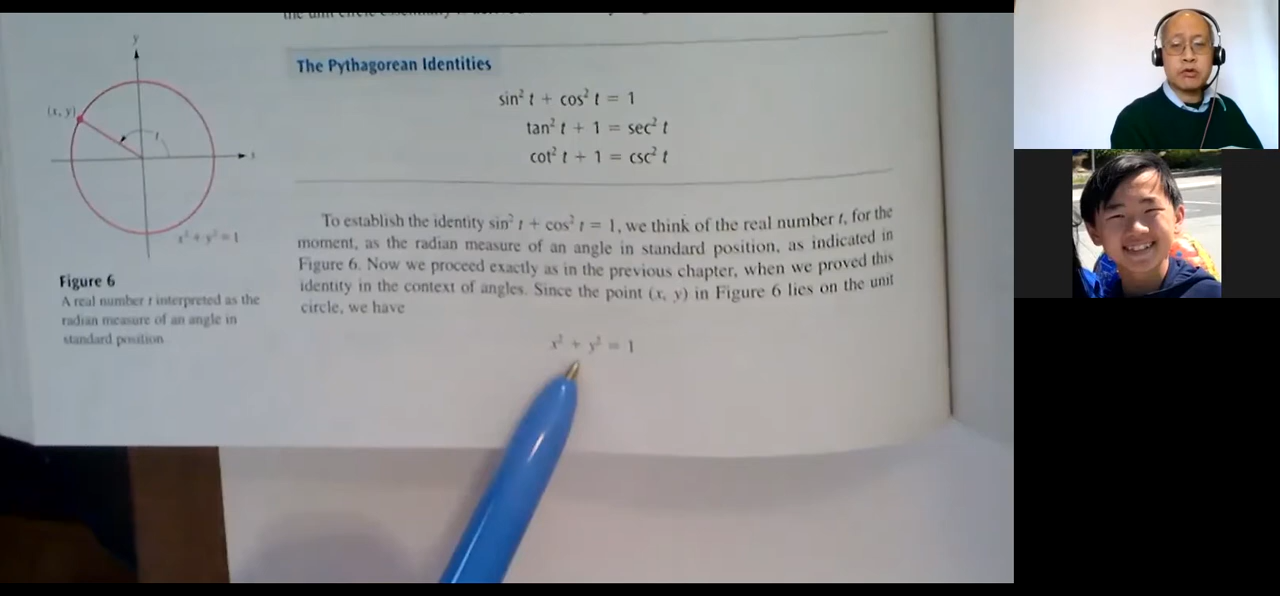 the unit circle essentially
The Pythagorean Identities
sin² t + cos² t = 1
tan² t + 1 = sec² t
cot² t + 1 = csc² t
y
(x, y)
t
x
x² + y² = 1
Figure 6
A real number t interpreted as the
radian measure of an angle in
standard position
To establish the identity sin² t + cos² t = 1, we think of the real number t, for the
moment, as the radian measure of an angle in standard position, as indicated in
Figure 6. Now we proceed exactly as in the previous chapter, when we proved this
identity in the context of angles. Since the point (x, y) in Figure 6 lies on the unit
circle, we have
x² + y² = 1